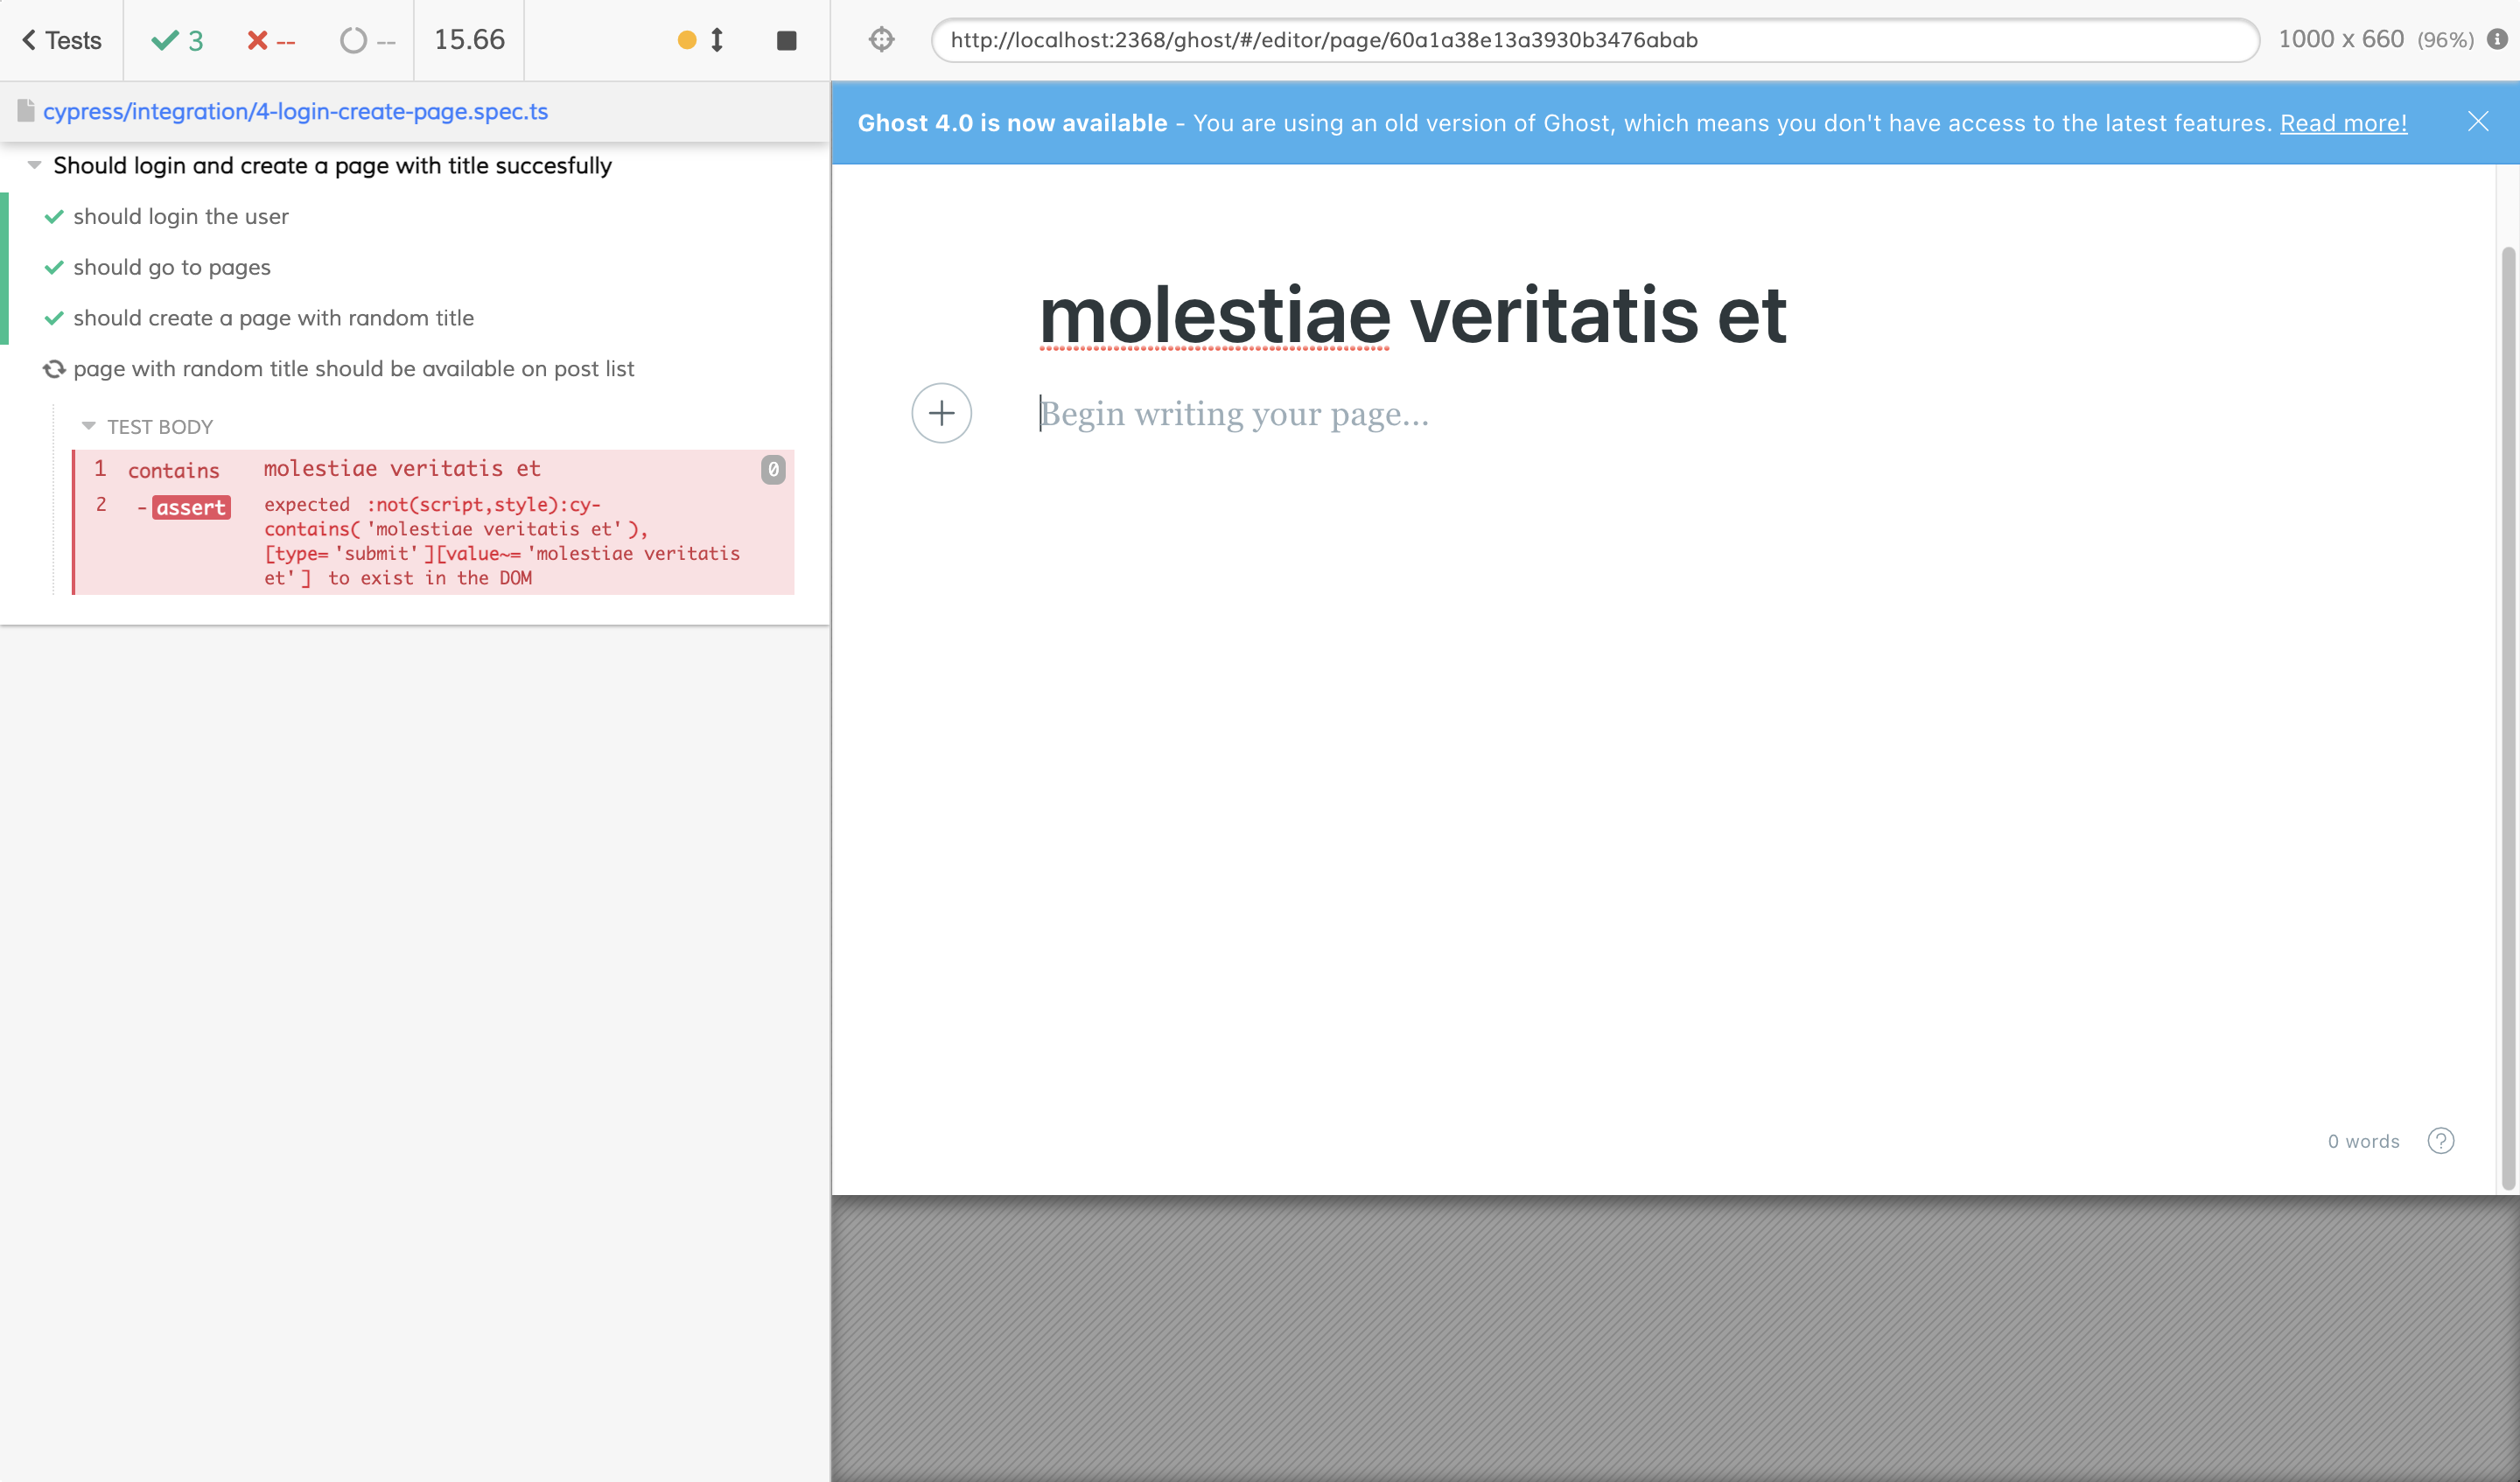 Tests
3
--
--
15.66
http://localhost:2368/ghost/#/editor/page/60a1a38e13a3930b3476abab
1000 x 660 (96%)
cypress/integration/4-login-create-page.spec.ts
Should login and create a page with title succesfully
should login the user
should go to pages
should create a page with random title
page with random title should be available on post list
TEST BODY
1 contains molestiae veritatis et 0
2 -assert expected :not(script,style):cy-
contains('molestiae veritatis et'),
[type='submit'][value~='molestiae veritatis
et'] to exist in the DOM
Ghost 4.0 is now available - You are using an old version of Ghost, which means you don't have access to the latest features. Read more!
molestiae veritatis et
Begin writing your page...
0 words ?